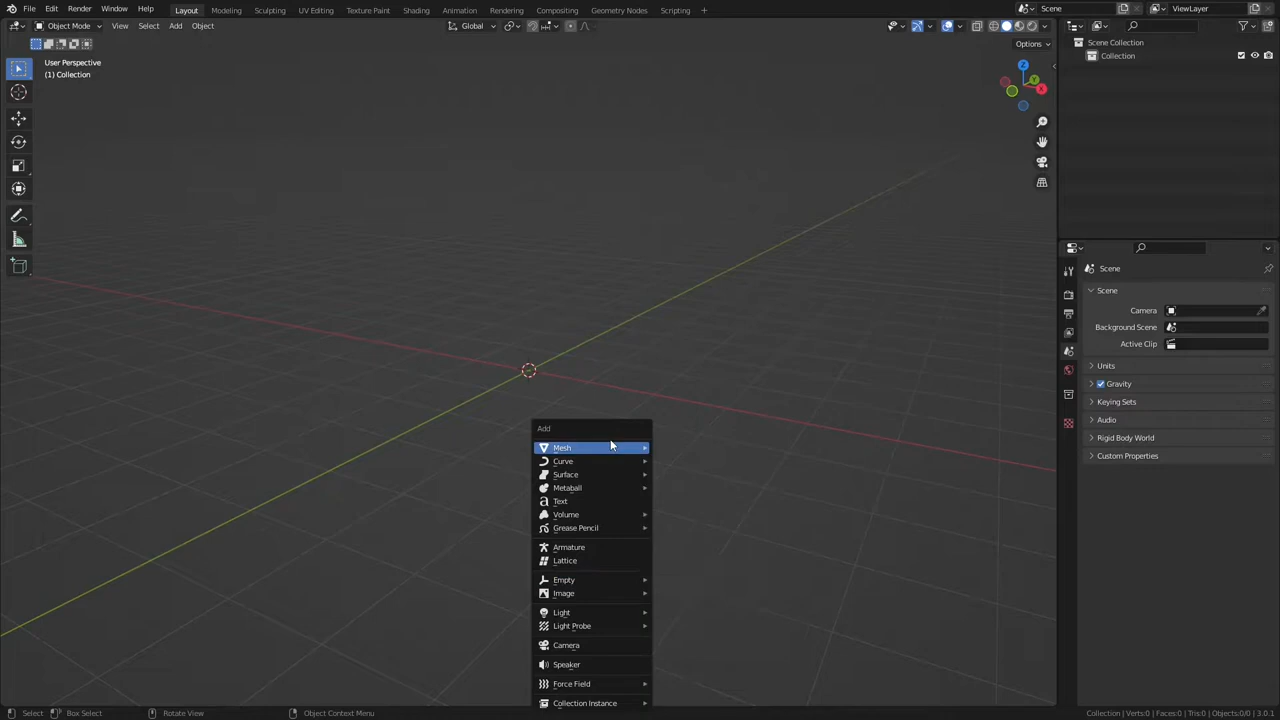 File Edit Render Window Help Layout Modeling Sculpting UV Editing Texture Paint Shading Animation Rendering Compositing Geometry Nodes Scripting + Scene ViewLayer
Object Mode View Select Add Object Global
Options
User Perspective
(1) Collection
Z
Y
X
Scene Collection
Collection
Scene
Scene
Camera
Background Scene
Active Clip
Units
Gravity
Keying Sets
Audio
Rigid Body World
Custom Properties
Add
Mesh
Curve
Surface
Metaball
Text
Volume
Grease Pencil
Armature
Lattice
Empty
Image
Light
Light Probe
Camera
Speaker
Force Field
Collection Instance
Select Box Select Rotate View Object Context Menu Collection | Verts:0 | Faces:0 | Tris:0 | Objects:0/0 | 3.0.1